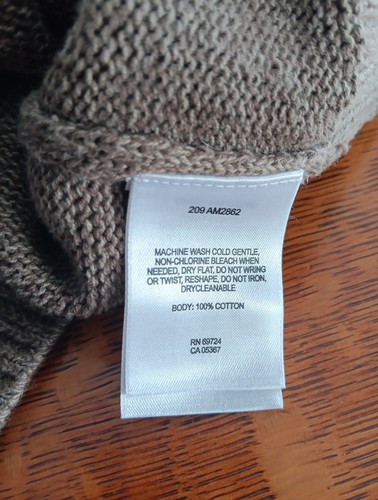 209 AM2862
MACHINE WASH COLD GENTLE,
NON-CHLORINE BLEACH WHEN
NEEDED, DRY FLAT, DO NOT WRING
OR TWIST, RESHAPE, DO NOT IRON,
DRYCLEANABLE
BODY: 100% COTTON
RN 69724
CA 05367